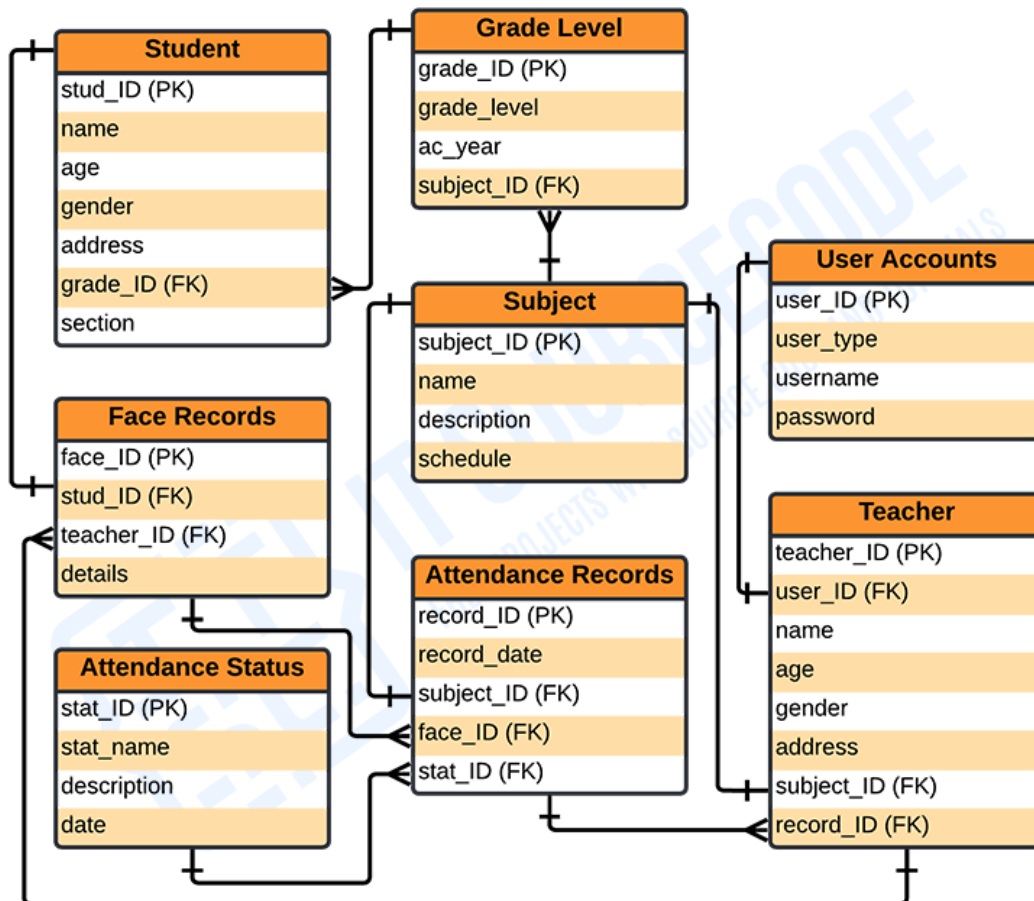 Student
stud_ID (PK)
name
age
gender
address
grade_ID (FK)
section
Grade Level
grade_ID (PK)
grade_level
ac_year
subject_ID (FK)
Subject
subject_ID (PK)
name
description
schedule
User Accounts
user_ID (PK)
user_type
username
password
Face Records
face_ID (PK)
stud_ID (FK)
teacher_ID (FK)
details
Attendance Records
record_ID (PK)
record_date
subject_ID (FK)
face_ID (FK)
stat_ID (FK)
Teacher
teacher_ID (PK)
user_ID (FK)
name
age
gender
address
subject_ID (FK)
record_ID (FK)
Attendance Status
stat_ID (PK)
stat_name
description
date